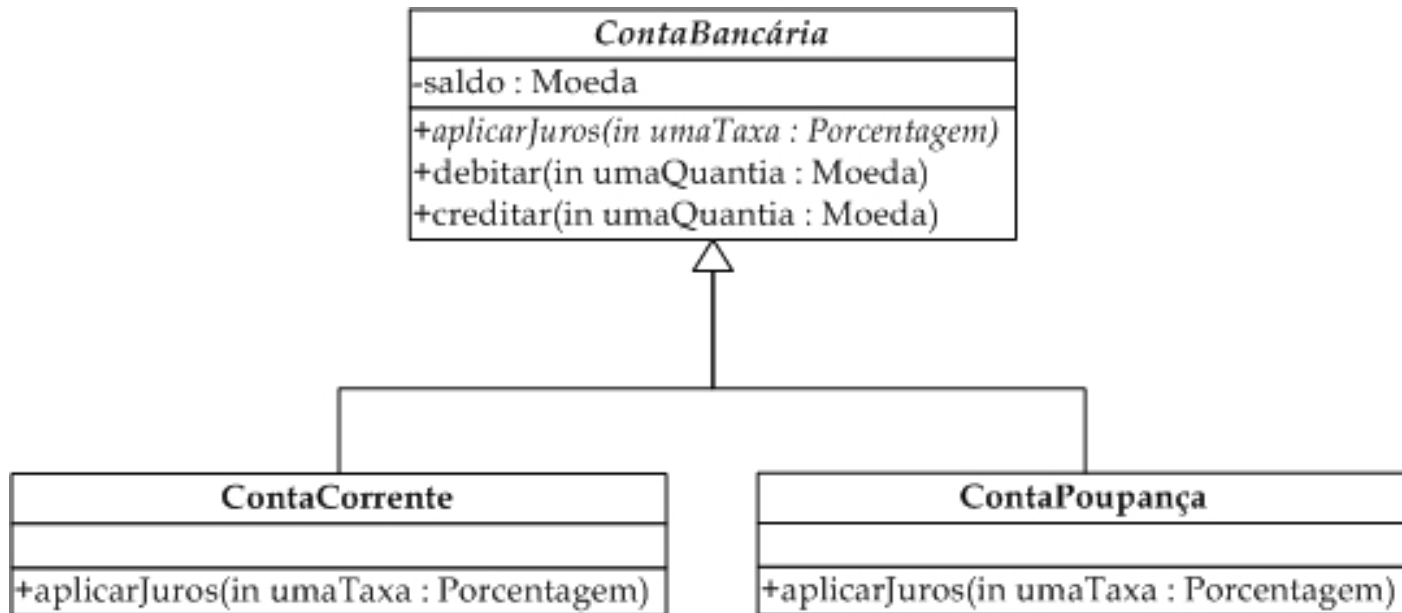 ContaBancária
-saldo : Moeda
+aplicarJuros(in umaTaxa : Porcentagem)
+debitar(in umaQuantia : Moeda)
+creditar(in umaQuantia : Moeda)
ContaCorrente
+aplicarJuros(in umaTaxa : Porcentagem)
ContaPoupança
+aplicarJuros(in umaTaxa : Porcentagem)